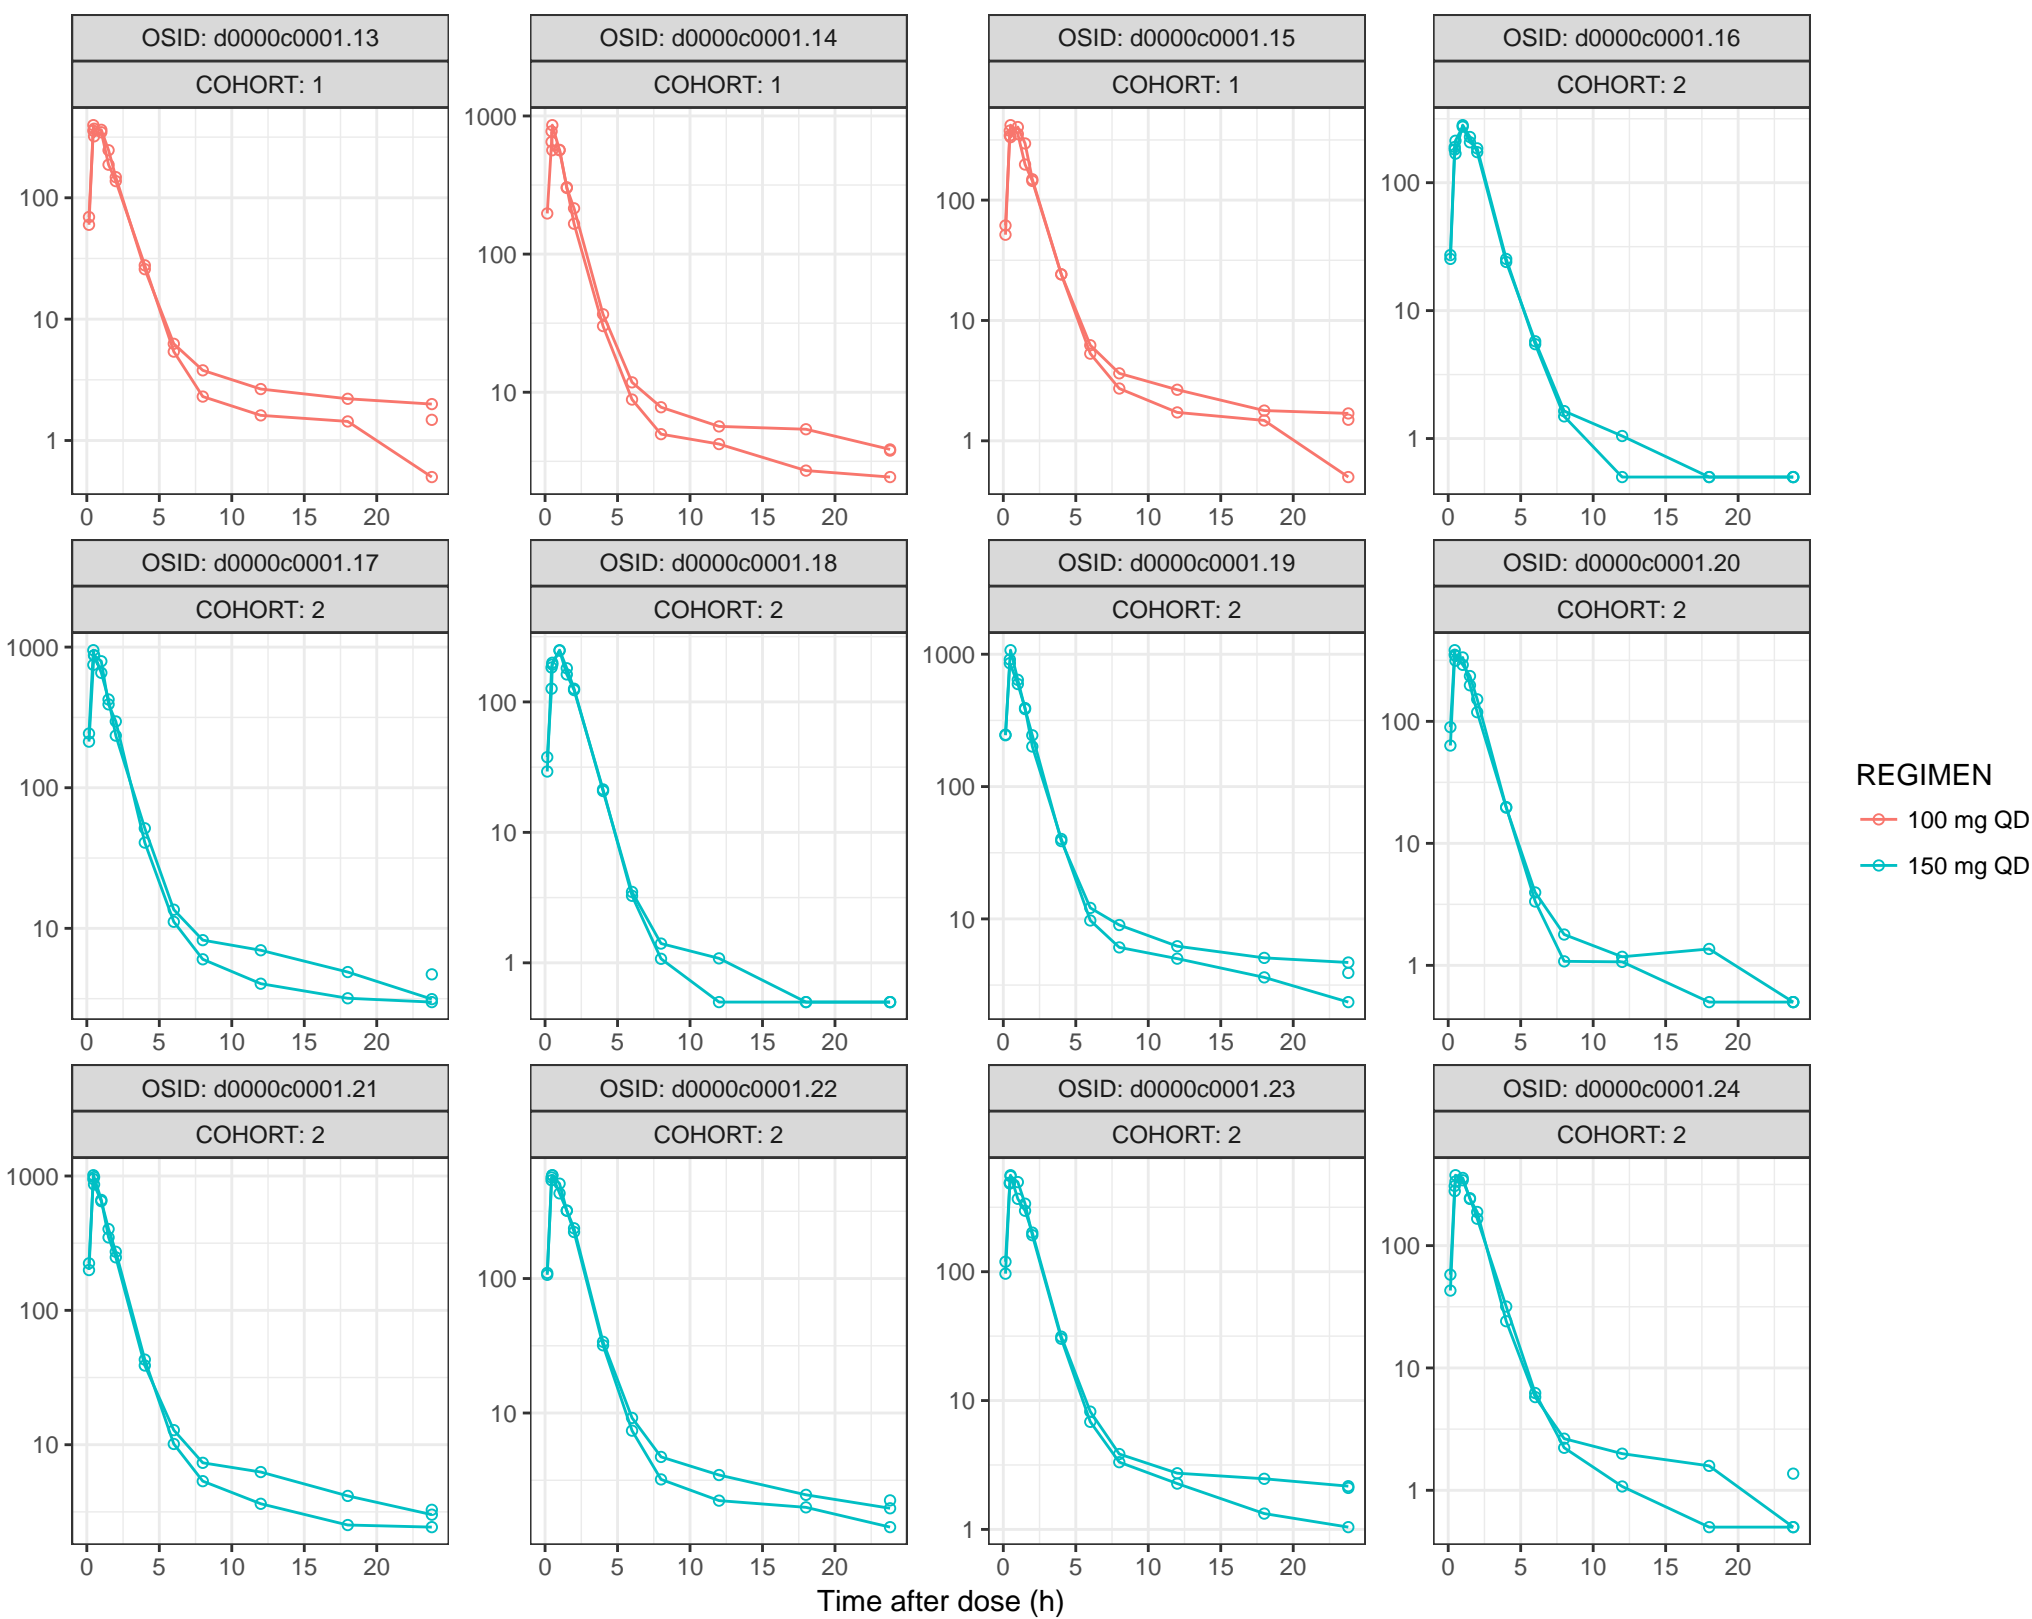 OSID: d0000c0001.13
COHORT: 1
100
10
1
0 5 10 15 20
OSID: d0000c0001.14
COHORT: 1
1000
100
10
0 5 10 15 20
OSID: d0000c0001.15
COHORT: 1
100
10
1
0 5 10 15 20
OSID: d0000c0001.16
COHORT: 2
100
10
1
0 5 10 15 20
OSID: d0000c0001.17
COHORT: 2
1000
100
10
0 5 10 15 20
OSID: d0000c0001.18
COHORT: 2
100
10
1
0 5 10 15 20
OSID: d0000c0001.19
COHORT: 2
1000
100
10
0 5 10 15 20
OSID: d0000c0001.20
COHORT: 2
100
10
1
0 5 10 15 20
OSID: d0000c0001.21
COHORT: 2
1000
100
10
0 5 10 15 20
OSID: d0000c0001.22
COHORT: 2
100
10
0 5 10 15 20
OSID: d0000c0001.23
COHORT: 2
100
10
1
0 5 10 15 20
OSID: d0000c0001.24
COHORT: 2
100
10
1
0 5 10 15 20
Time after dose (h)
REGIMEN
100 mg QD
150 mg QD